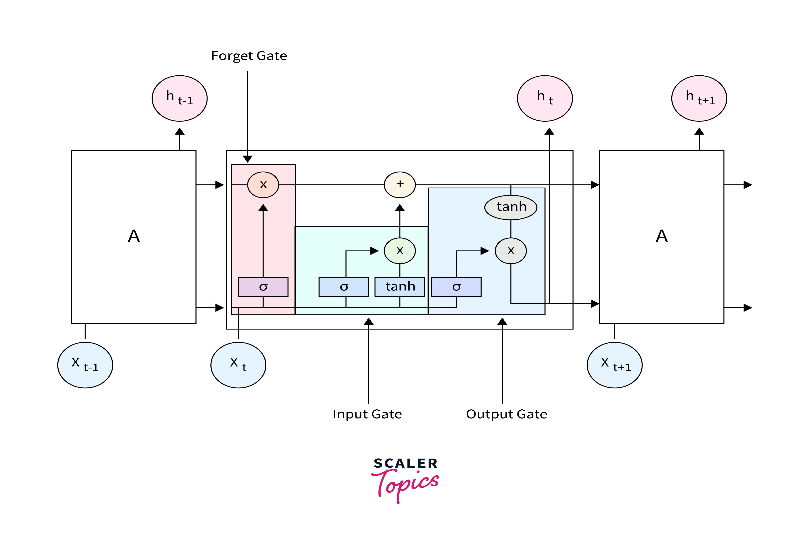 Forget Gate
h t-1
h t
h t+1
x
+
tanh
A
x
x
A
σ
σ
tanh
σ
X t-1
X t
X t+1
Input Gate
Output Gate
SCALER
Topics